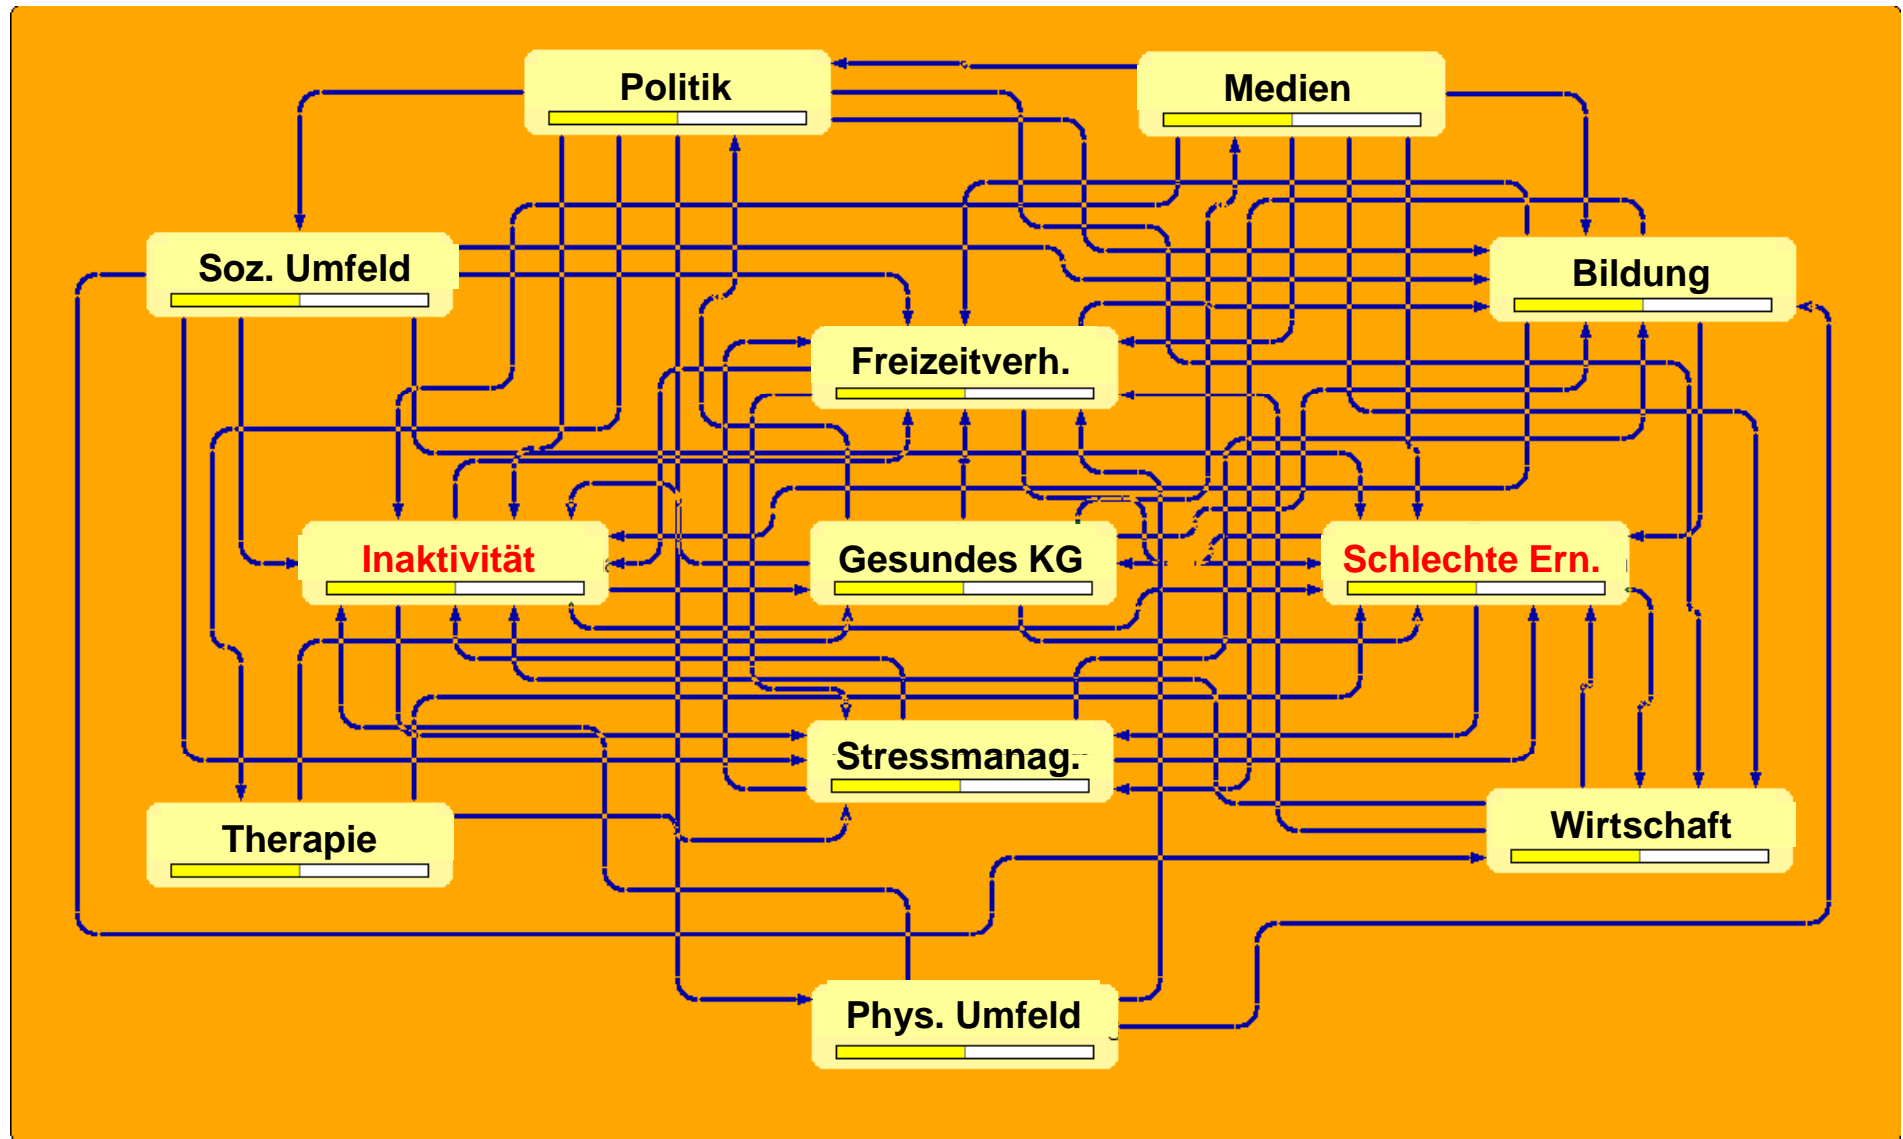 Politik
Medien
Soz. Umfeld
Bildung
Freizeitverh.
Inaktivität
Gesundes KG
Schlechte Ern.
Stressmanag.
Therapie
Wirtschaft
Phys. Umfeld